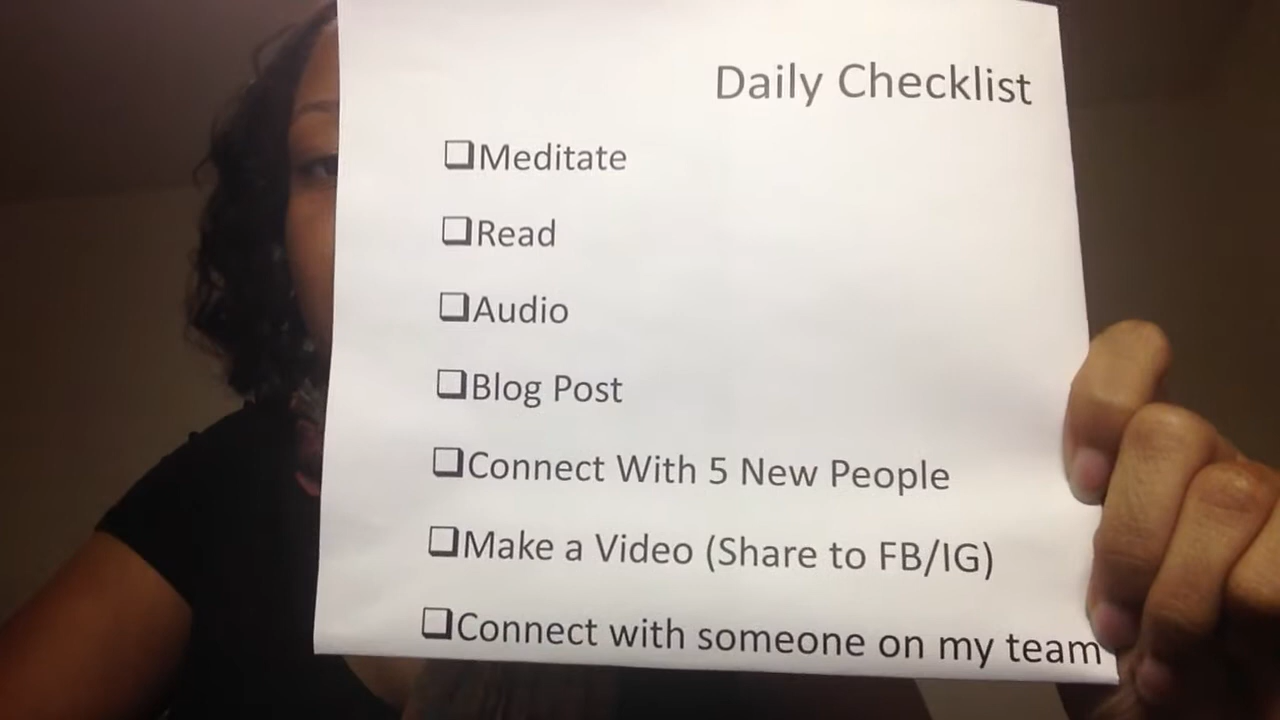 Daily Checklist
❏Meditate
❏Read
❏Audio
❏Blog Post
❏Connect With 5 New People
❏Make a Video (Share to FB/IG)
❏Connect with someone on my team